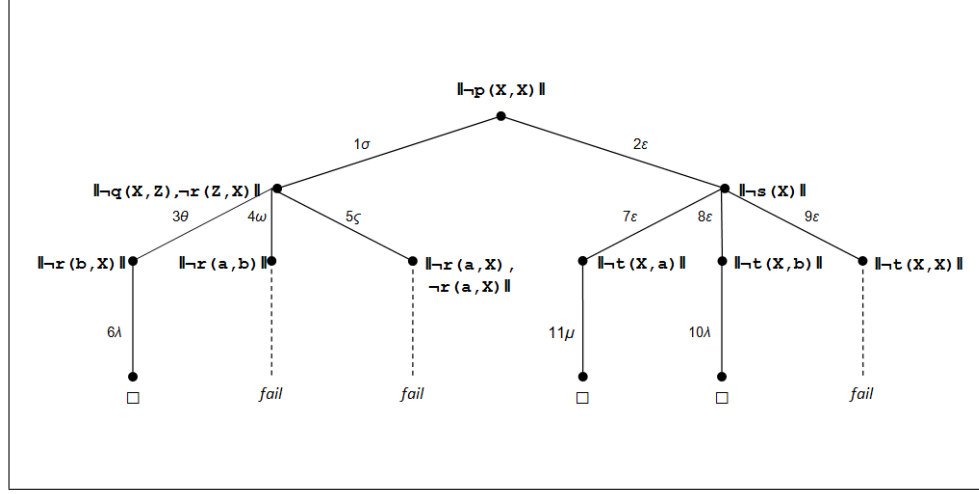 ‖¬p(X,X)‖
1σ
2ε
‖¬q(X,Z),¬r(Z,X)‖
‖¬s(X)‖
3θ
4ω
5ς
7ε
8ε
9ε
‖¬r(b,X)‖
‖¬r(a,b)‖
‖¬r(a,X),
¬r(a,X)‖
‖¬t(X,a)‖
‖¬t(X,b)‖
‖¬t(X,X)‖
6λ
11μ
10λ
□
fail
fail
□
□
fail